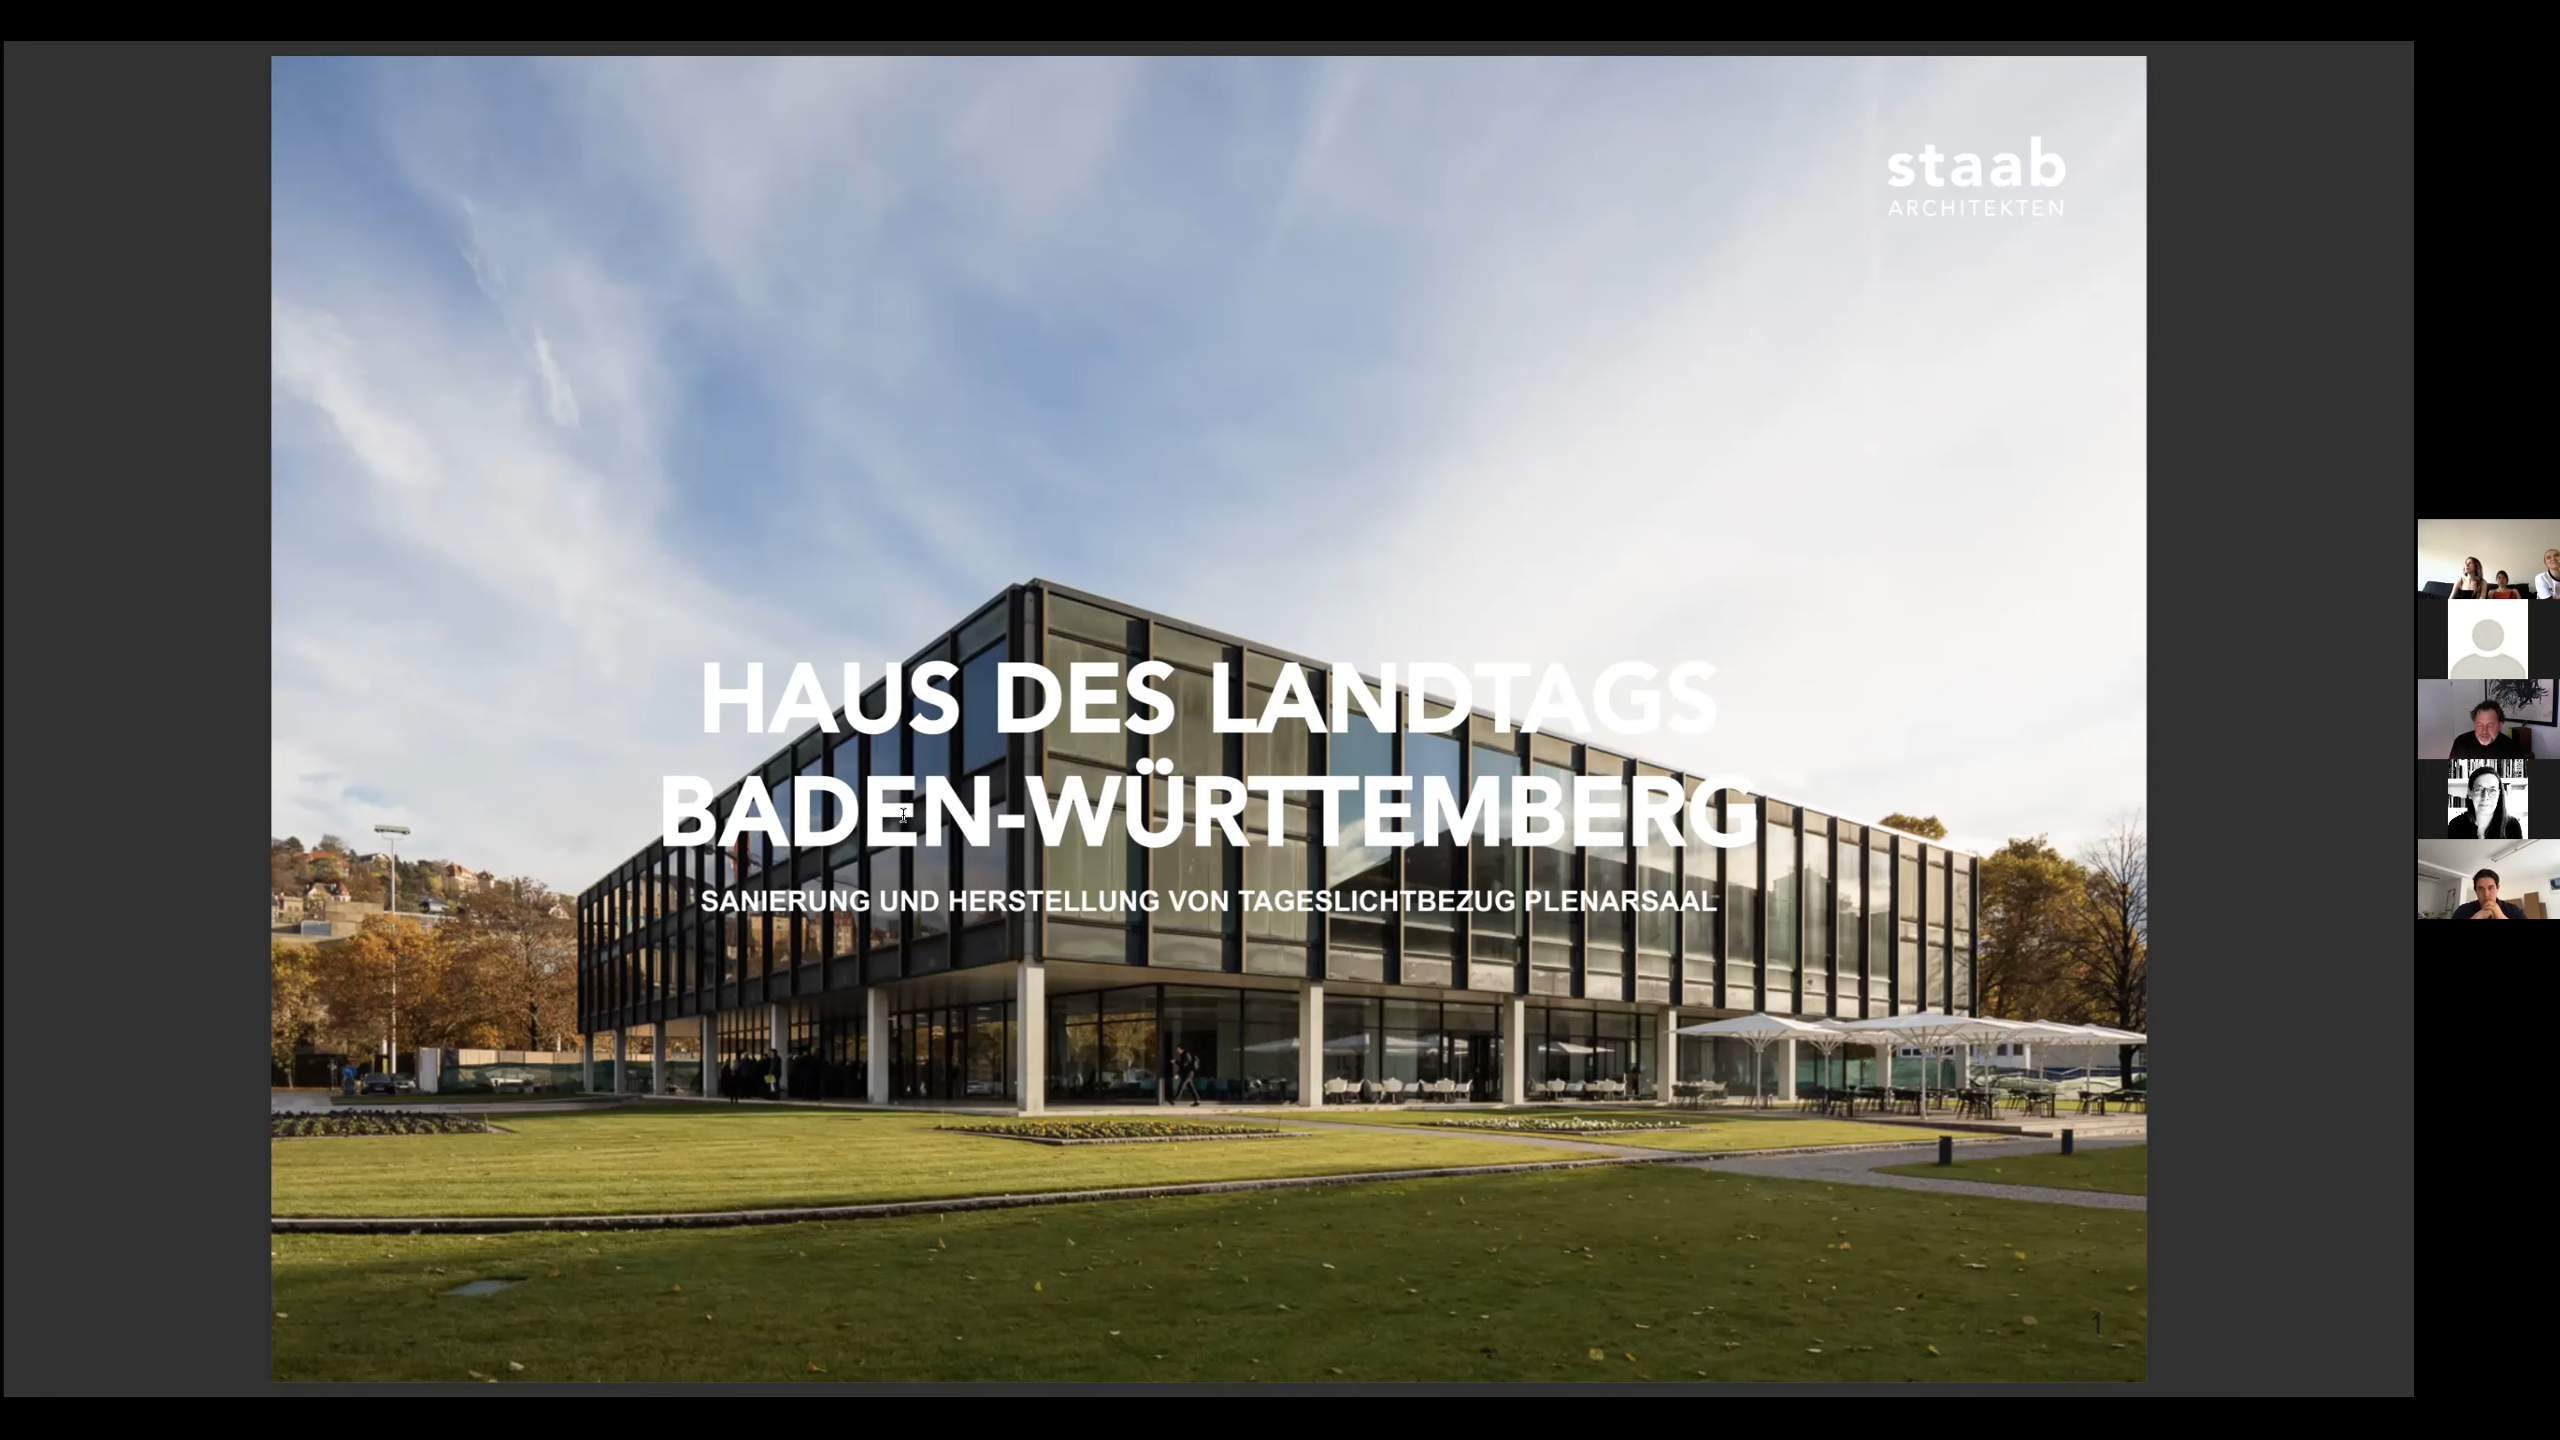 staab
ARCHITEKTEN
HAUS DES LANDTAGS
BADEN-WÜRTTEMBERG
SANIERUNG UND HERSTELLUNG VON TAGESLICHTBEZUG PLENARSAAL
1